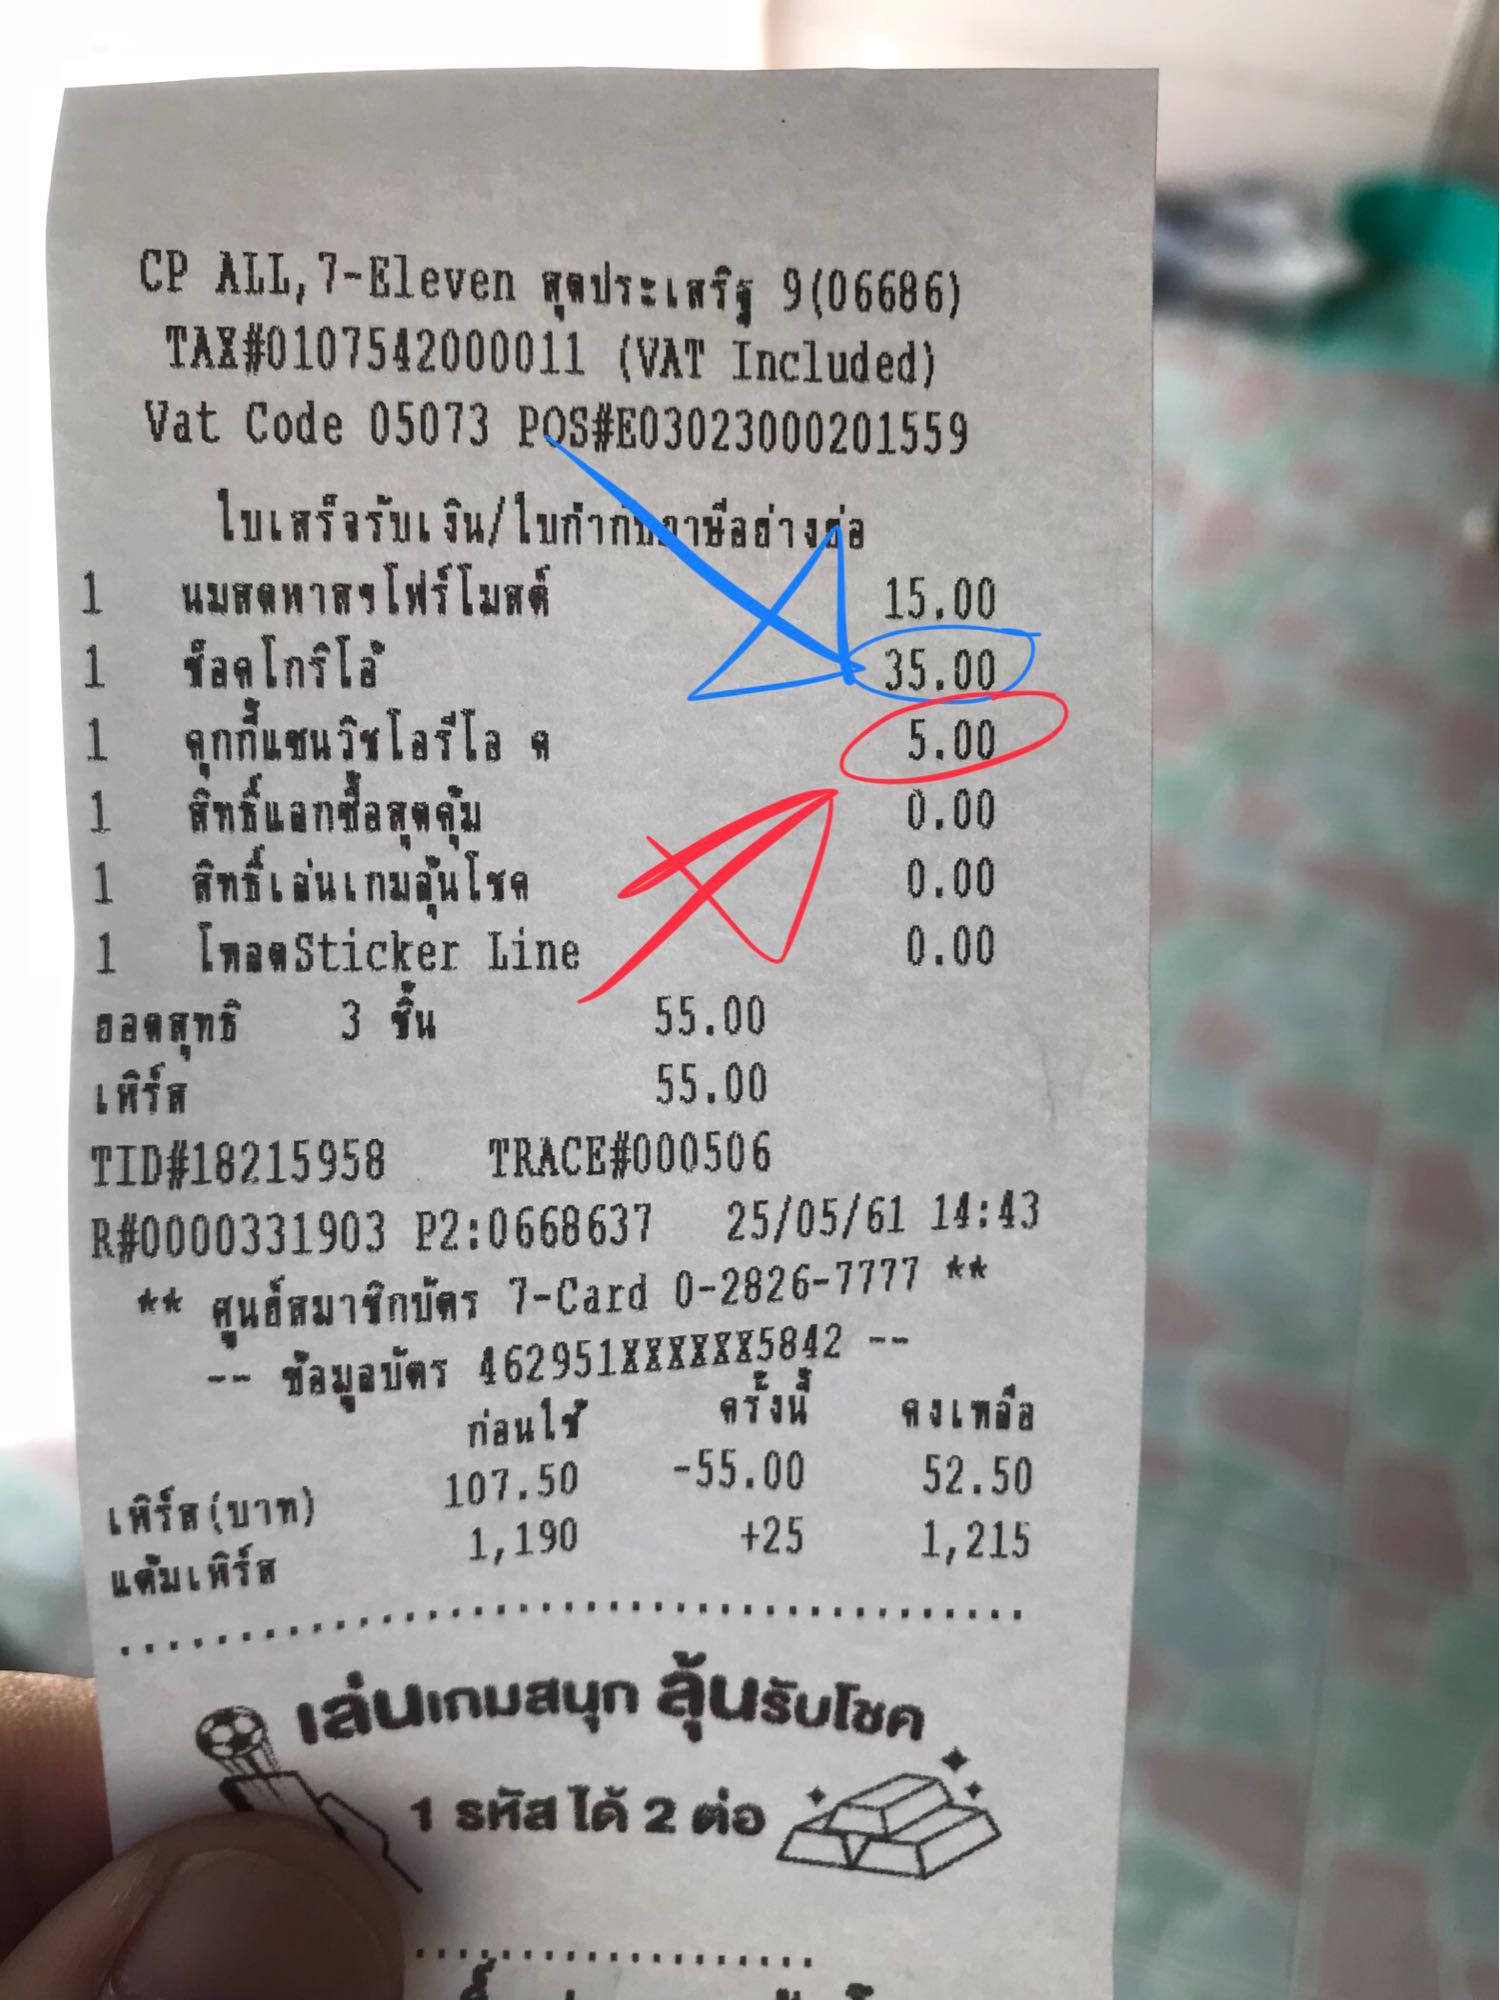 CP ALL,7-Eleven สุดประเสริฐ 9(06686)
TAX#0107542000011 (VAT Included)
Vat Code 05073 POS#E03023000201559
ใบเสร็จรับเงิน/ใบกำกับภาษีอย่างย่อ
1 นมสดพาสฯโฟร์โมสต์ 15.00
1 ช็อคโกริโอ้ 35.00
1 คุกกี้แซนวิชโอรีโอ ค 5.00
1 สิทธิ์แลกซื้อสุดคุ้ม 0.00
1 สิทธิ์เล่นเกมลุ้นโชค 0.00
1 โหลดSticker Line 0.00
ยอดสุทธิ 3 ชิ้น 55.00
เพิร์ส 55.00
TID#18215958 TRACE#000506
R#0000331903 P2:0668637 25/05/61 14:43
** ศูนย์สมาชิกบัตร 7-Card 0-2826-7777 **
-- ข้อมูลบัตร 462951XXXXXX5842 --
ก่อนใช้ ครั้งนี้ คงเหลือ
เพิร์ส(บาท) 107.50 -55.00 52.50
แต้มเพิร์ส 1,190 +25 1,215
เล่นเกมสนุก ลุ้นรับโชค
1 รหัส ได้ 2 ต่อ